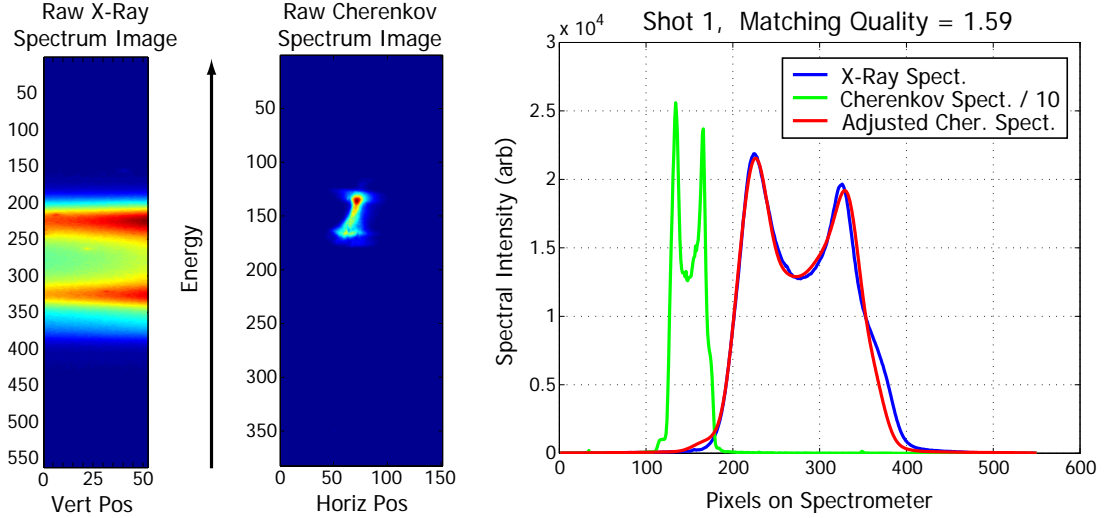 Raw X-Ray
Spectrum Image
50
100
150
200
250
300
350
400
450
500
550
0 25 50
Vert Pos
Energy
Raw Cherenkov
Spectrum Image
50
100
150
200
250
300
350
0 50 100 150
Horiz Pos
x 10⁴
Shot 1, Matching Quality = 1.59
3
2.5
2
1.5
1
0.5
0
Spectral Intensity (arb)
X-Ray Spect.
Cherenkov Spect. / 10
Adjusted Cher. Spect.
0 100 200 300 400 500 600
Pixels on Spectrometer